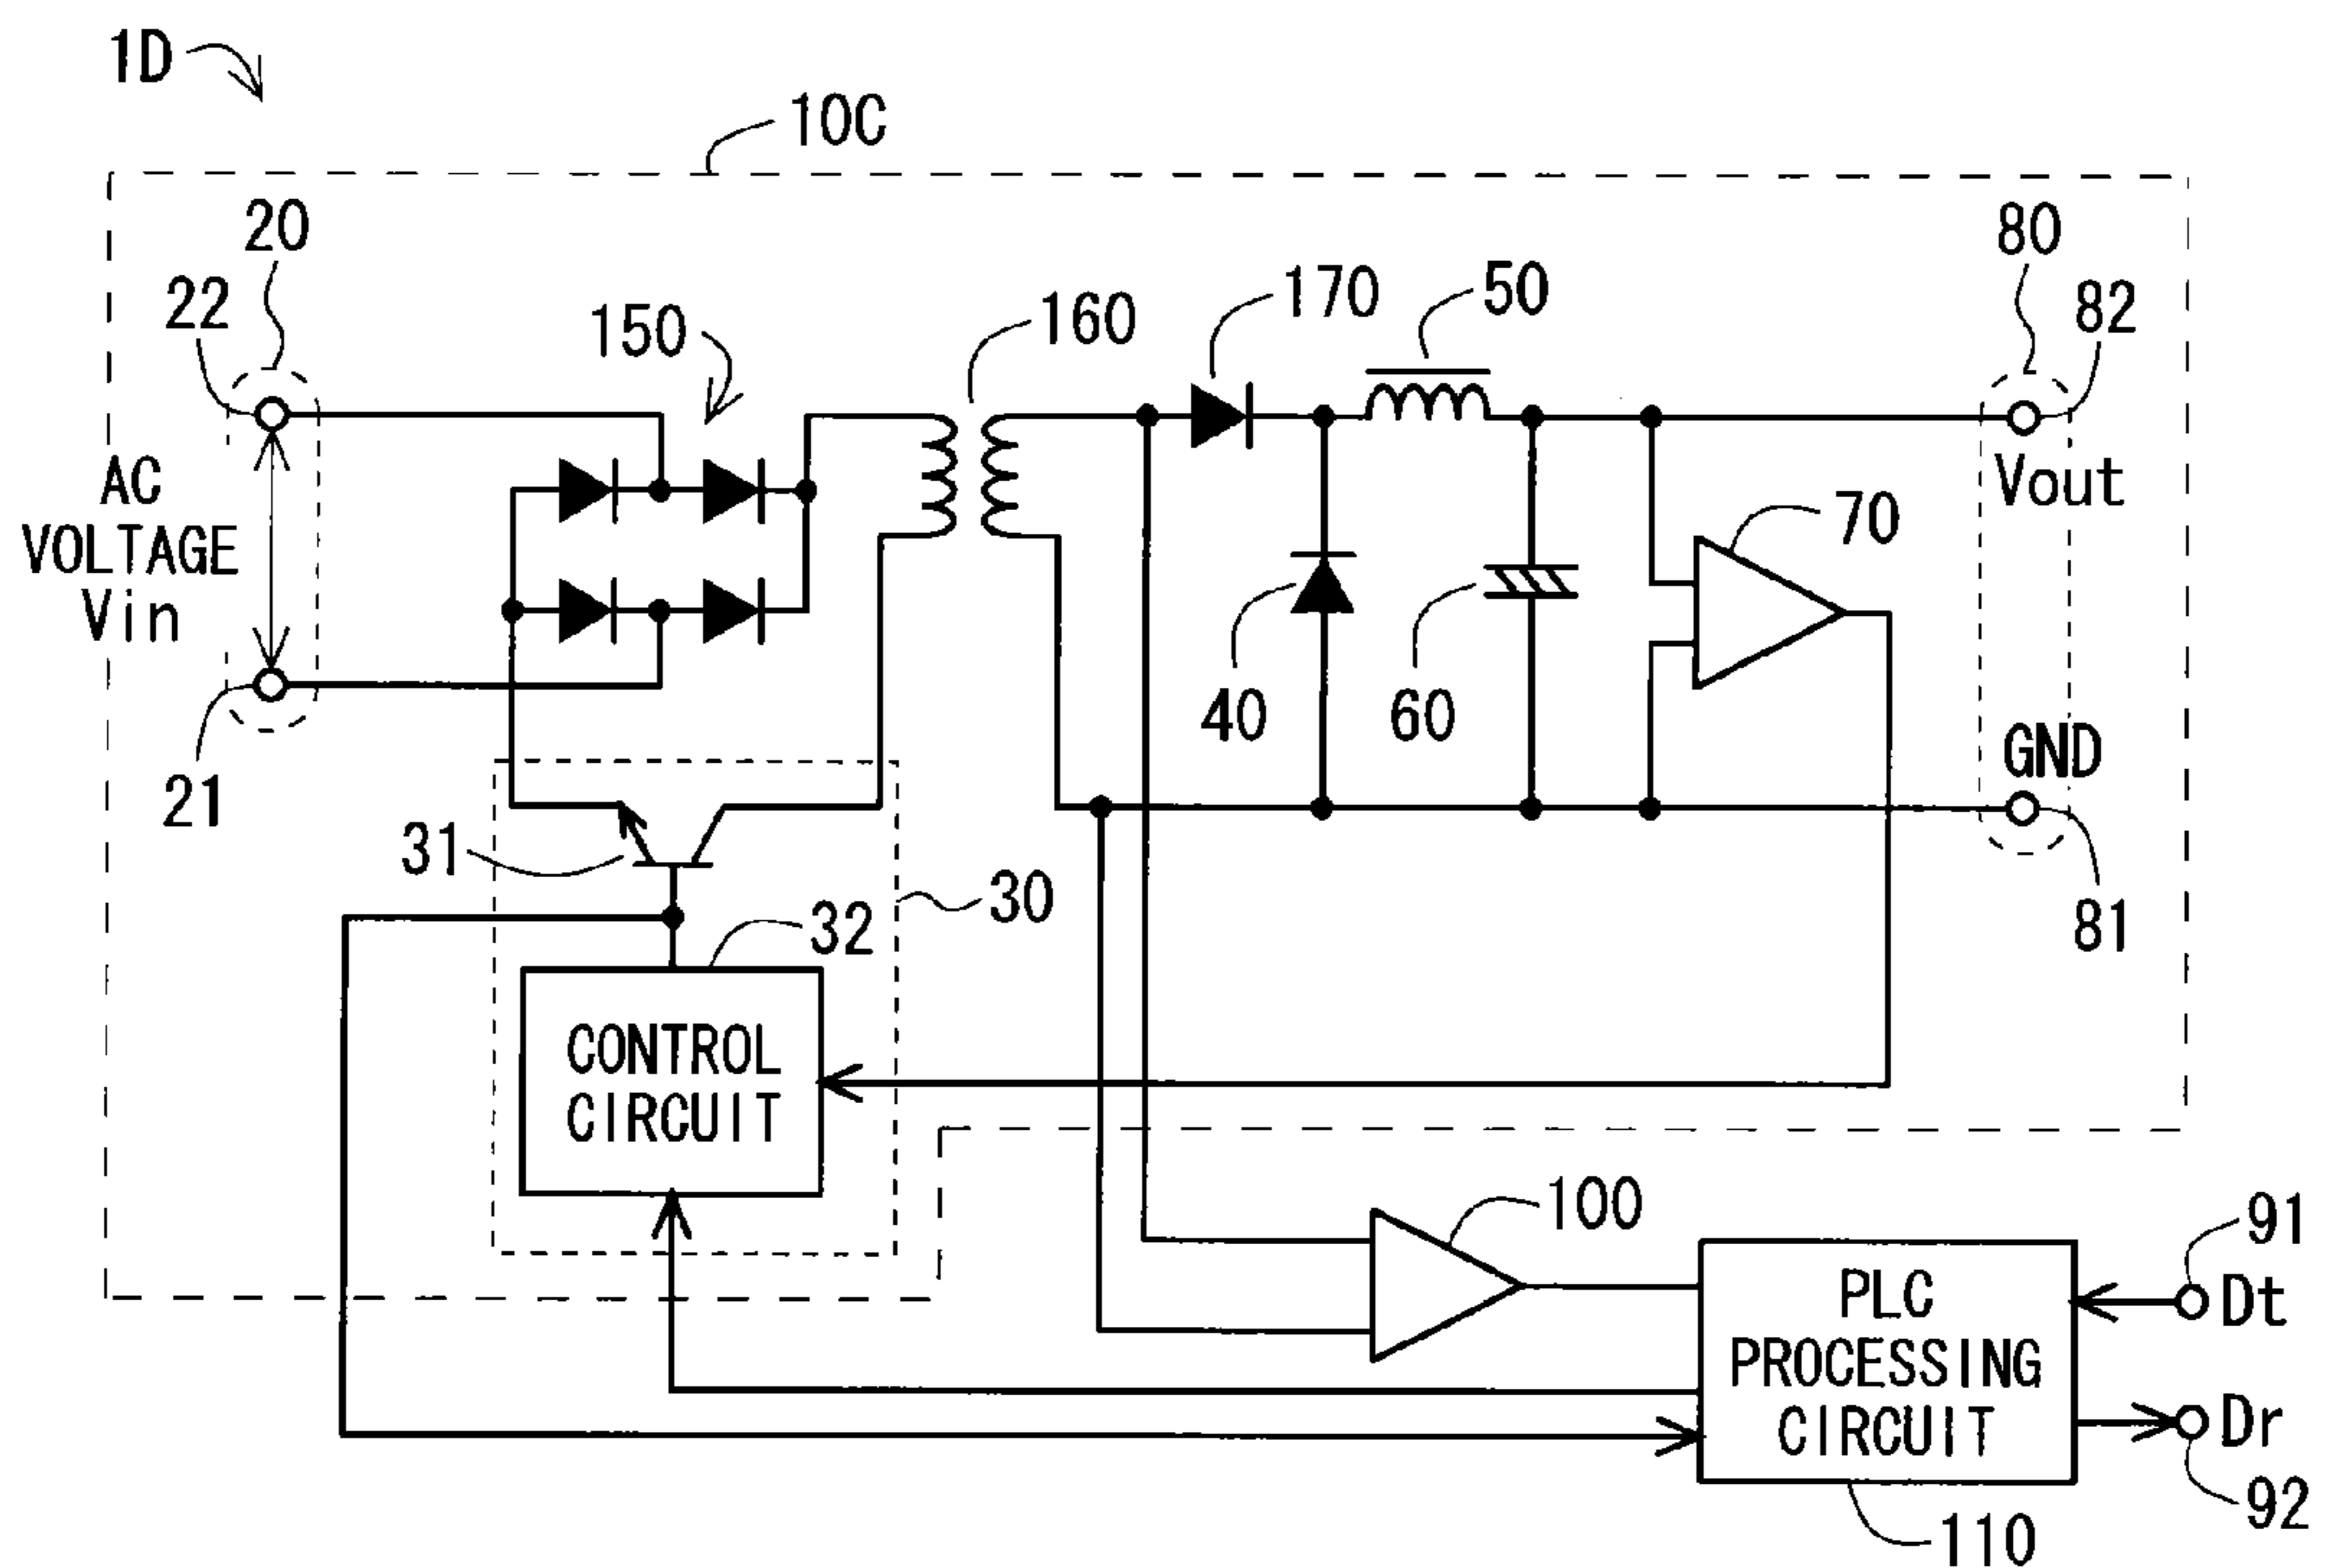 1D
10C
20
22
150
160
170
50
80
82
AC
VOLTAGE
Vin
Vout
70
40
60
21
GND
31
30
32
81
CONTROL
CIRCUIT
100
91
PLC
PROCESSING
CIRCUIT
Dt
Dr
92
110